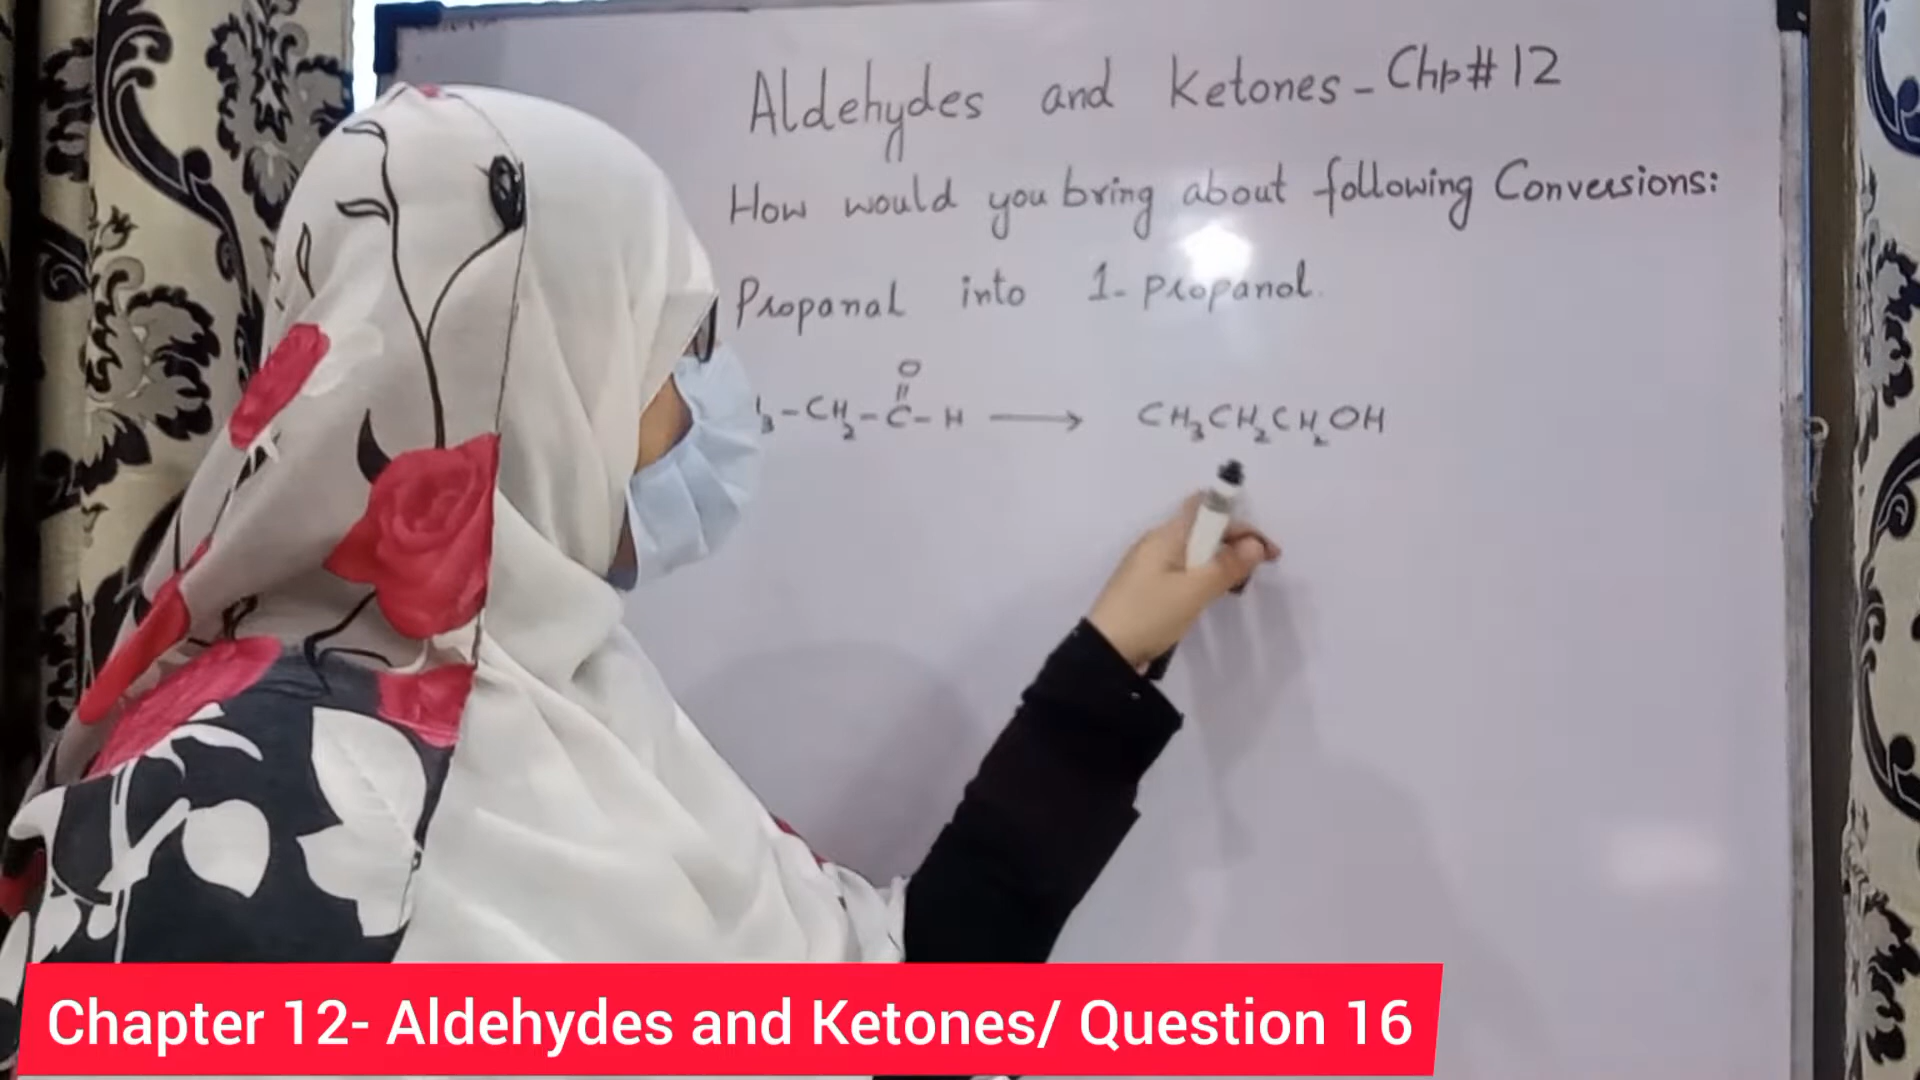 Aldehydes and Ketones - Chp# 12
How would you bring about following Conversions:
Propanal into 1- propanol.
O
||
₃-CH₂-C-H ⟶ CH₃CH₂CH₂OH
Chapter 12- Aldehydes and Ketones/ Question 16